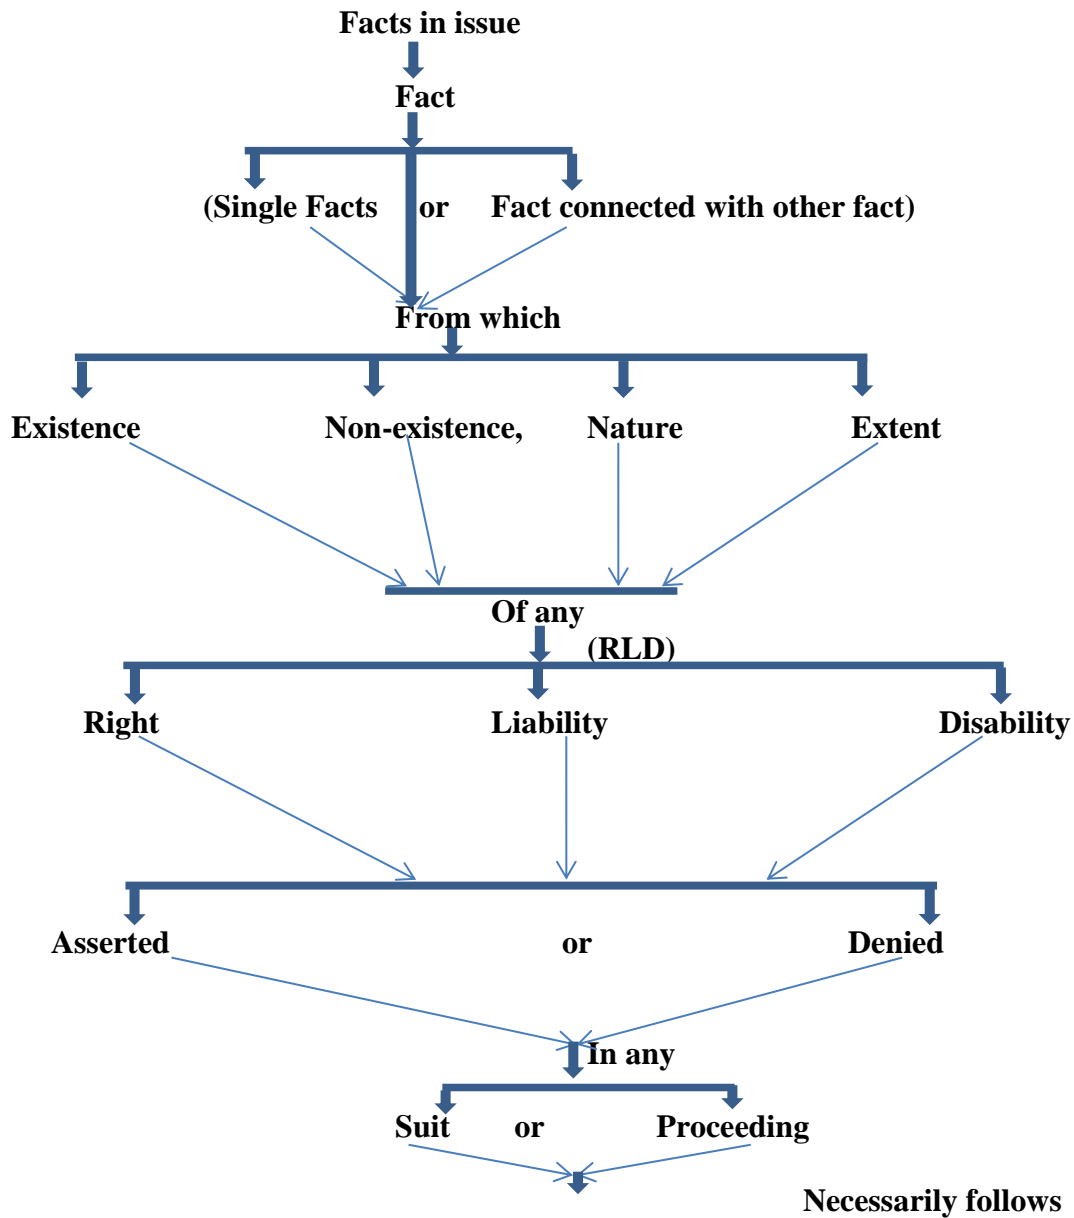 Facts in issue
Fact
(Single Facts or Fact connected with other fact)
From which
Existence Non-existence, Nature Extent
Of any
(RLD)
Right Liability Disability
Asserted or Denied
In any
Suit or Proceeding
Necessarily follows